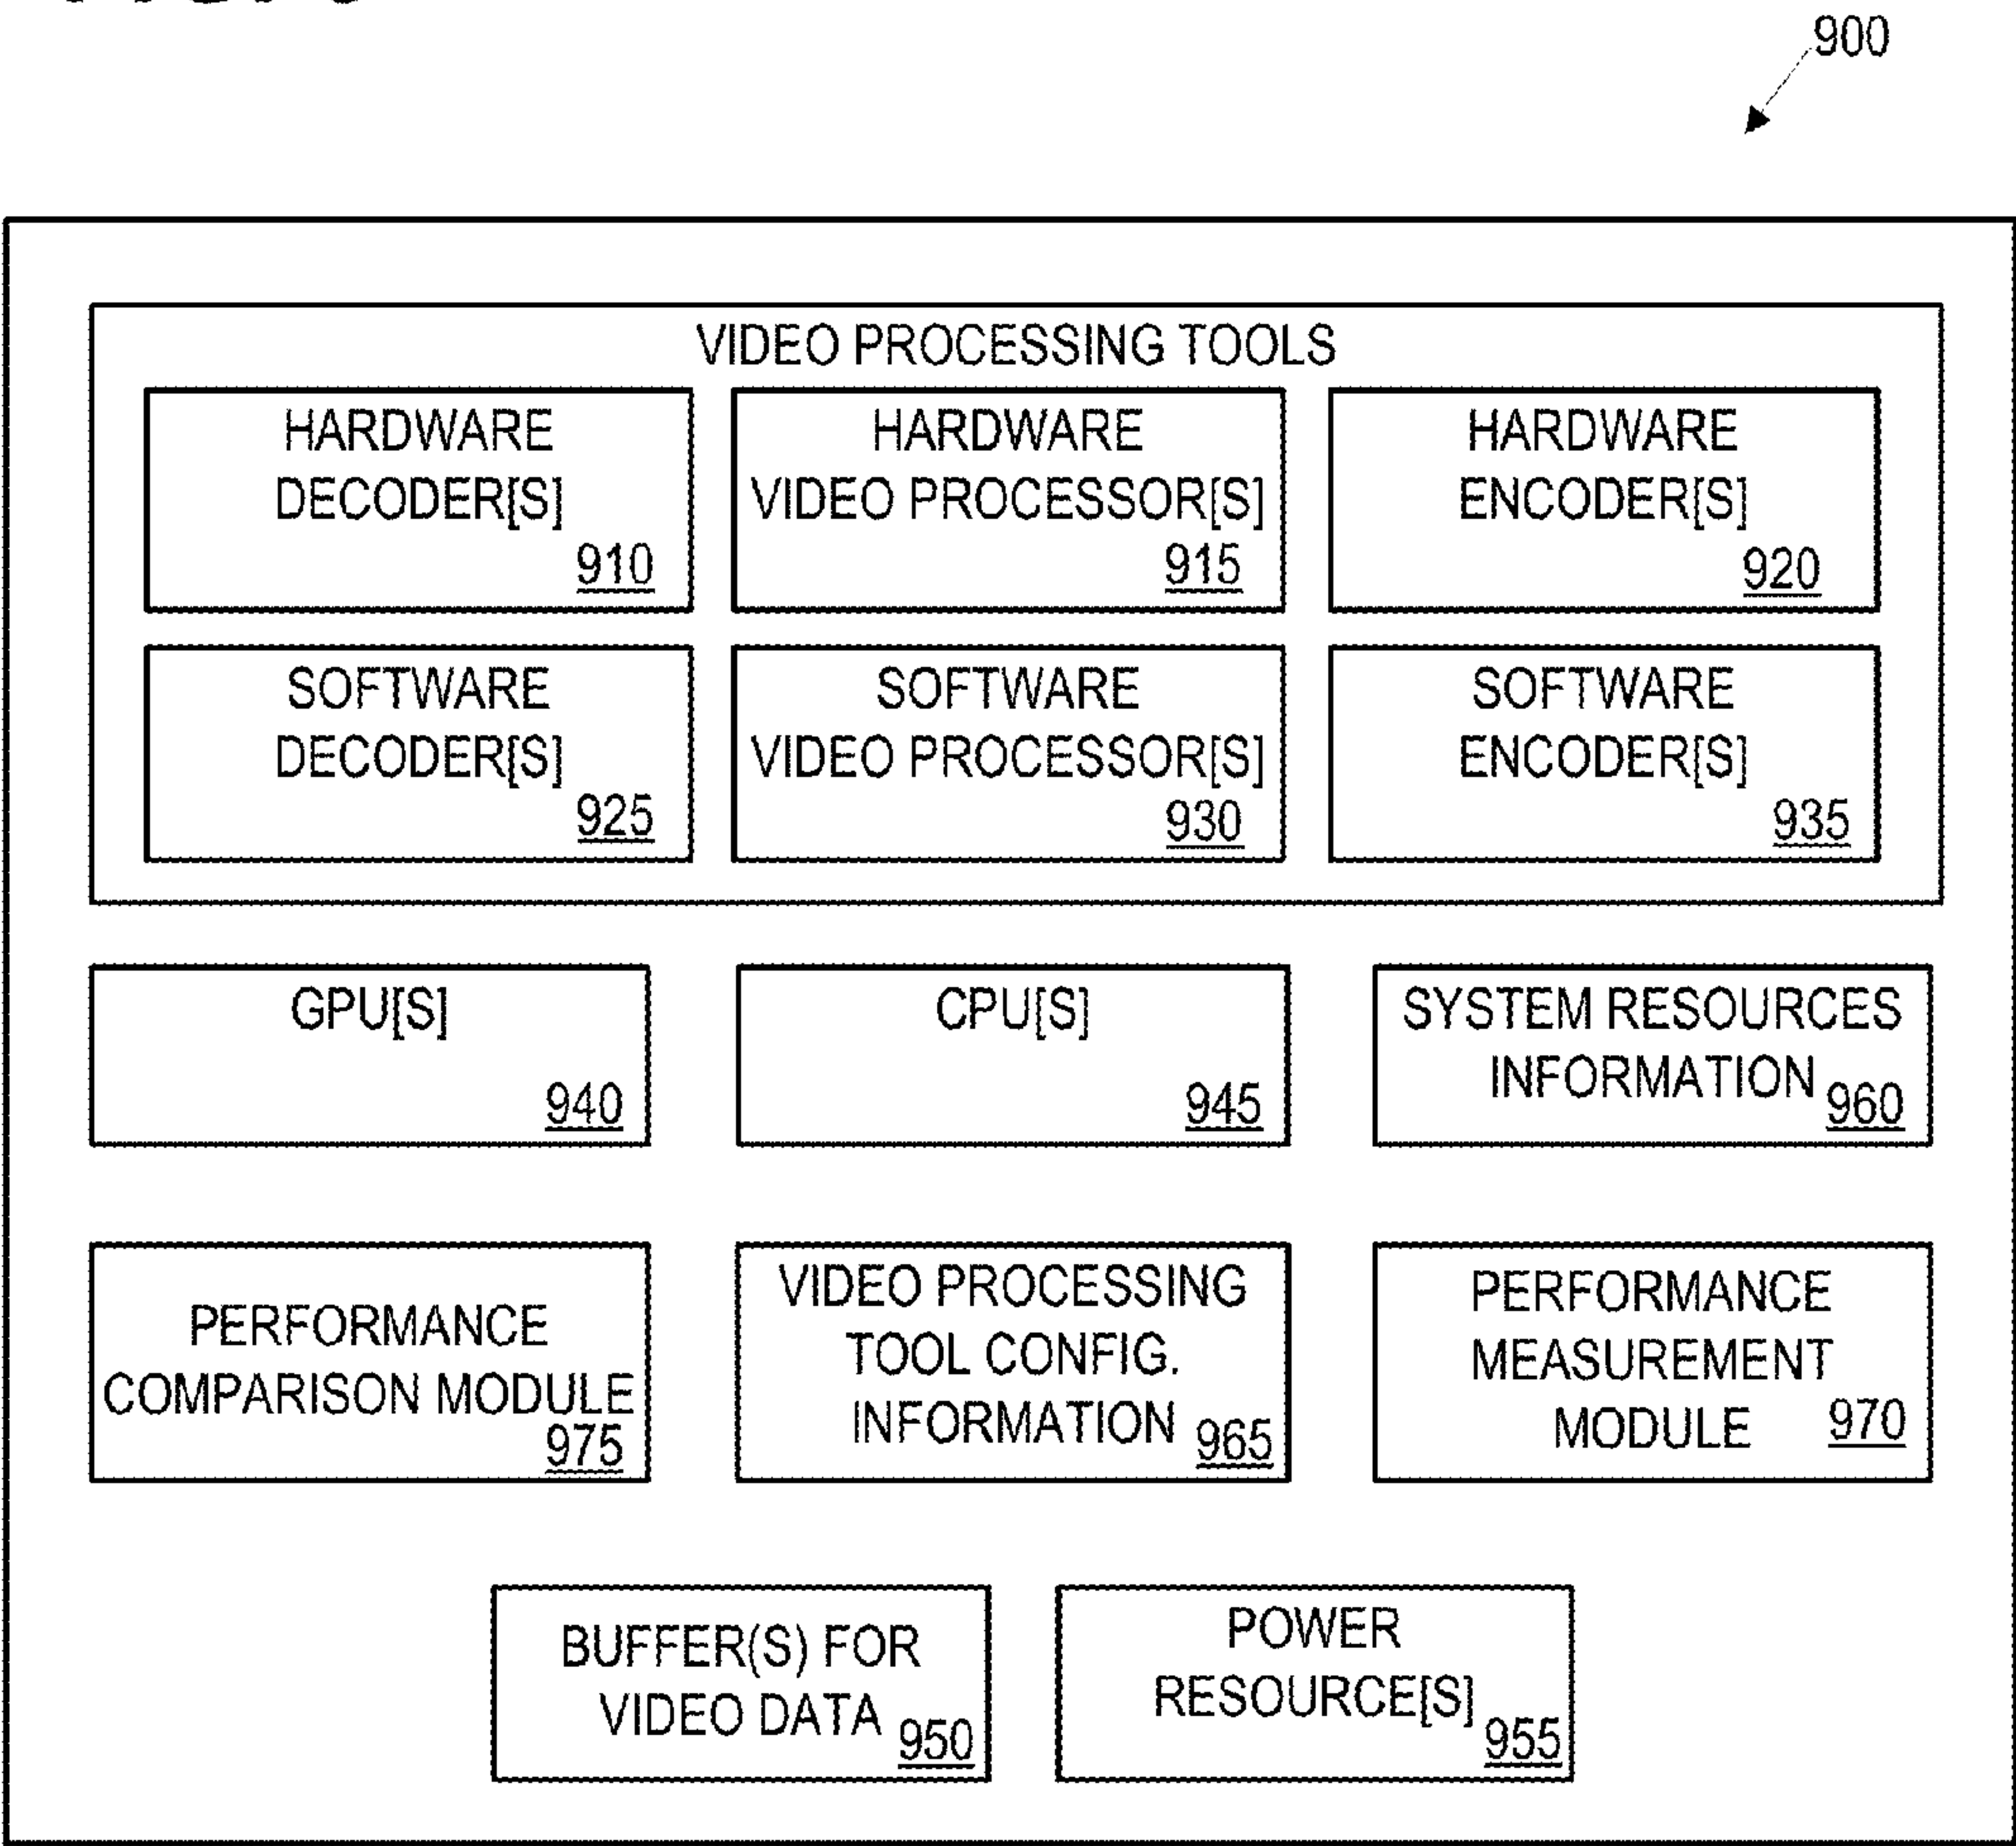 900
VIDEO PROCESSING TOOLS
HARDWARE
DECODER[S]
910
HARDWARE
VIDEO PROCESSOR[S]
915
HARDWARE
ENCODER[S]
920
SOFTWARE
DECODER[S]
925
SOFTWARE
VIDEO PROCESSOR[S]
930
SOFTWARE
ENCODER[S]
935
GPU[S]
940
CPU[S]
945
SYSTEM RESOURCES
INFORMATION 960
PERFORMANCE
COMPARISON MODULE
975
VIDEO PROCESSING
TOOL CONFIG.
INFORMATION 965
PERFORMANCE
MEASUREMENT
MODULE 970
BUFFER(S) FOR
VIDEO DATA 950
POWER
RESOURCE[S] 955